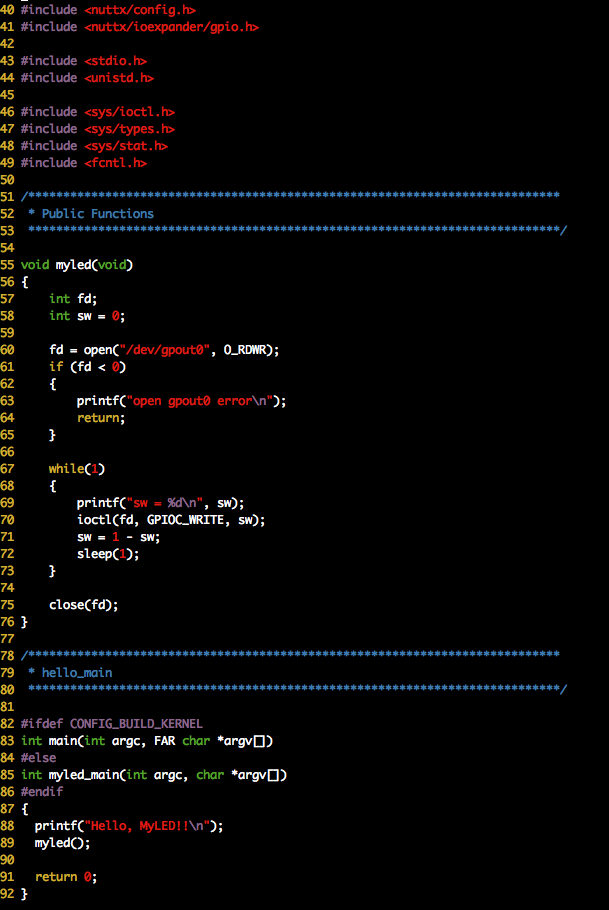 40 #include <nuttx/config.h>
41 #include <nuttx/ioexpander/gpio.h>
42
43 #include <stdio.h>
44 #include <unistd.h>
45
46 #include <sys/ioctl.h>
47 #include <sys/types.h>
48 #include <sys/stat.h>
49 #include <fcntl.h>
50
51 /****************************************************************************
52  * Public Functions
53  ****************************************************************************/
54
55 void myled(void)
56 {
57     int fd;
58     int sw = 0;
59
60     fd = open("/dev/gpout0", O_RDWR);
61     if (fd < 0)
62     {
63         printf("open gpout0 error\n");
64         return;
65     }
66
67     while(1)
68     {
69         printf("sw = %d\n", sw);
70         ioctl(fd, GPIOC_WRITE, sw);
71         sw = 1 - sw;
72         sleep(1);
73     }
74
75     close(fd);
76 }
77
78 /****************************************************************************
79  * hello_main
80  ****************************************************************************/
81
82 #ifdef CONFIG_BUILD_KERNEL
83 int main(int argc, FAR char *argv[])
84 #else
85 int myled_main(int argc, char *argv[])
86 #endif
87 {
88   printf("Hello, MyLED!!\n");
89   myled();
90
91   return 0;
92 }